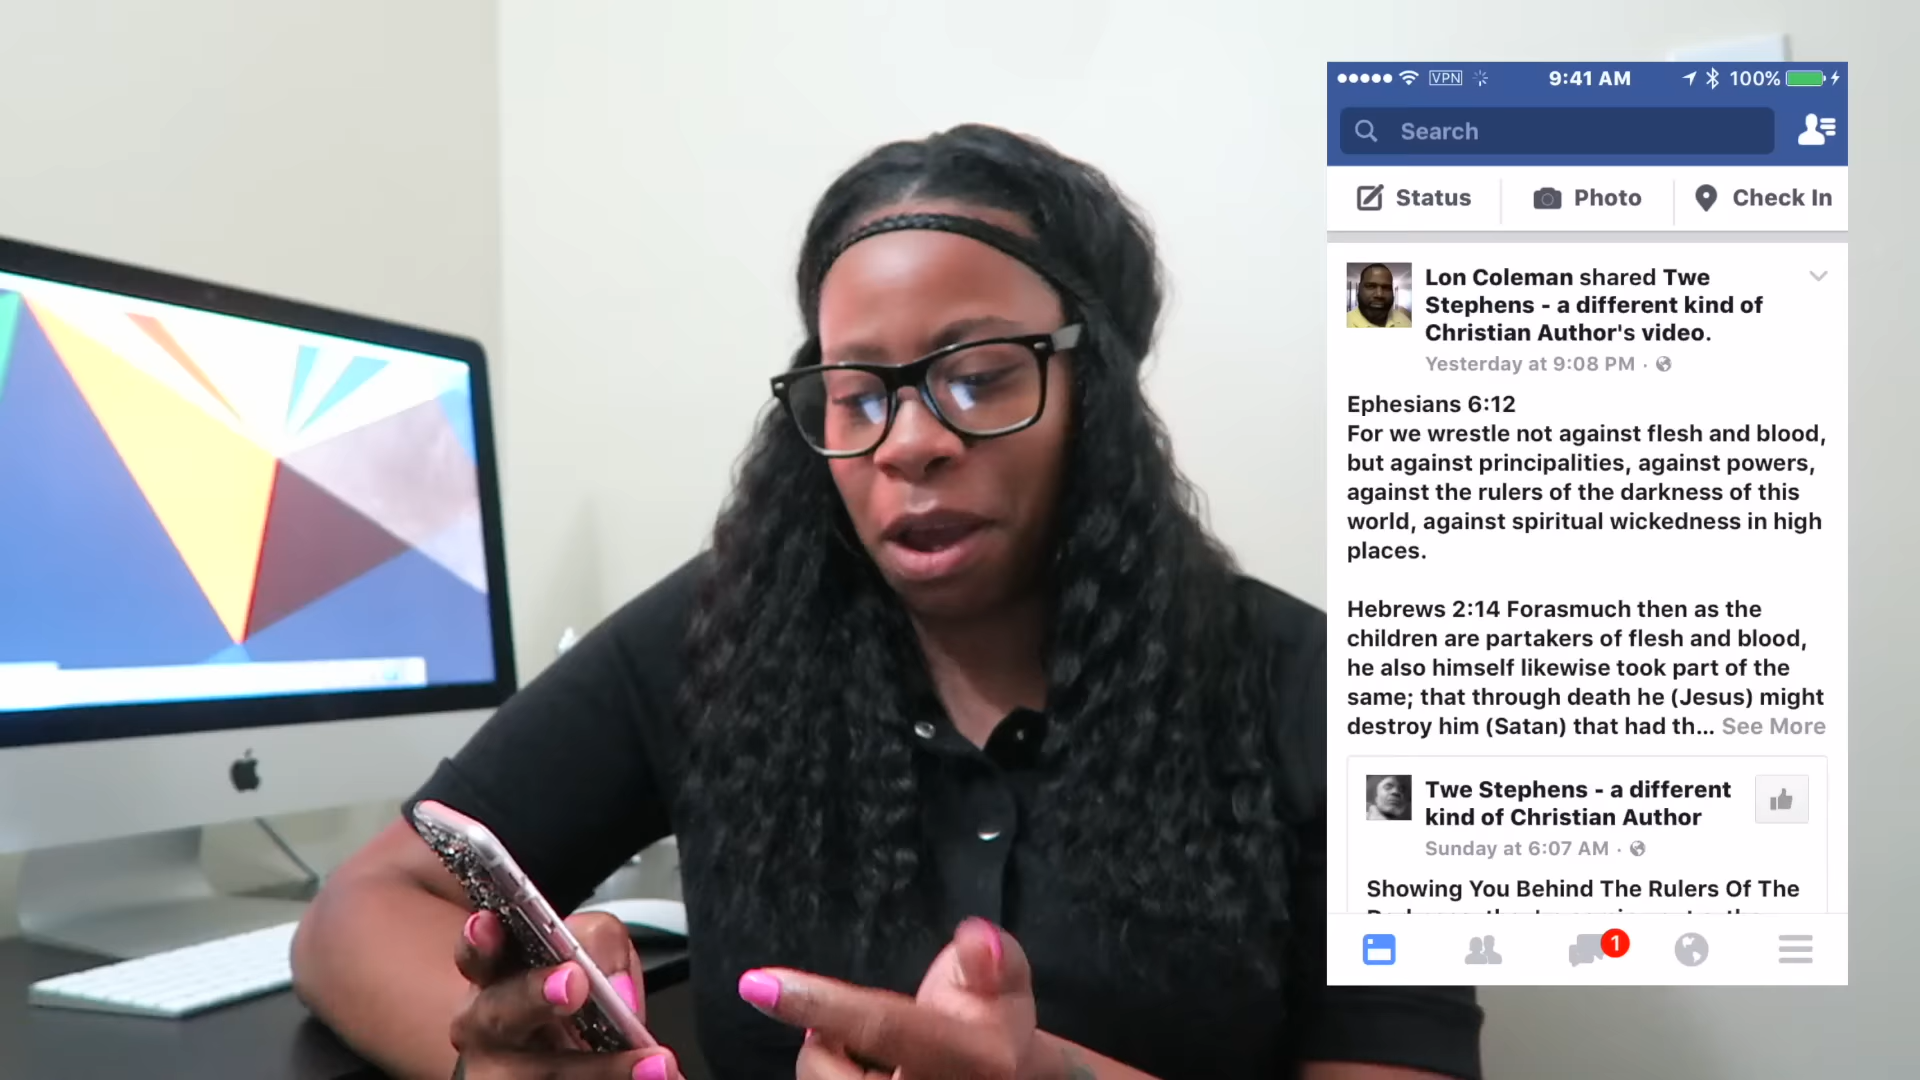 VPN 9:41 AM 100%
Search
Status Photo Check In
Lon Coleman shared Twe
Stephens - a different kind of
Christian Author's video.
Yesterday at 9:08 PM ·
Ephesians 6:12
For we wrestle not against flesh and blood,
but against principalities, against powers,
against the rulers of the darkness of this
world, against spiritual wickedness in high
places.
Hebrews 2:14 Forasmuch then as the
children are partakers of flesh and blood,
he also himself likewise took part of the
same; that through death he (Jesus) might
destroy him (Satan) that had th... See More
Twe Stephens - a different
kind of Christian Author
Sunday at 6:07 AM ·
Showing You Behind The Rulers Of The
1